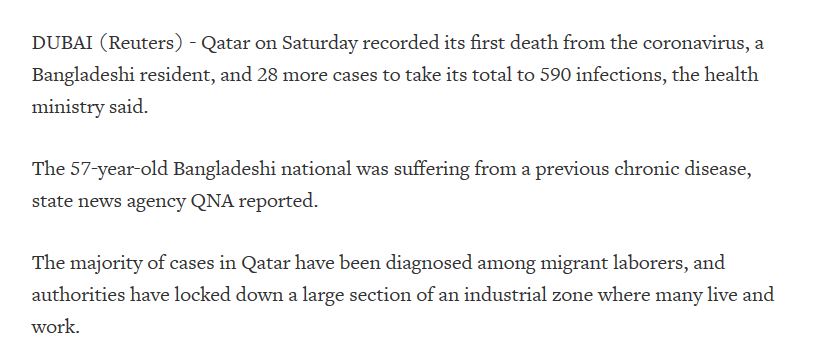 DUBAI (Reuters) - Qatar on Saturday recorded its first death from the coronavirus, a
Bangladeshi resident, and 28 more cases to take its total to 590 infections, the health
ministry said.
The 57-year-old Bangladeshi national was suffering from a previous chronic disease,
state news agency QNA reported.
The majority of cases in Qatar have been diagnosed among migrant laborers, and
authorities have locked down a large section of an industrial zone where many live and
work.